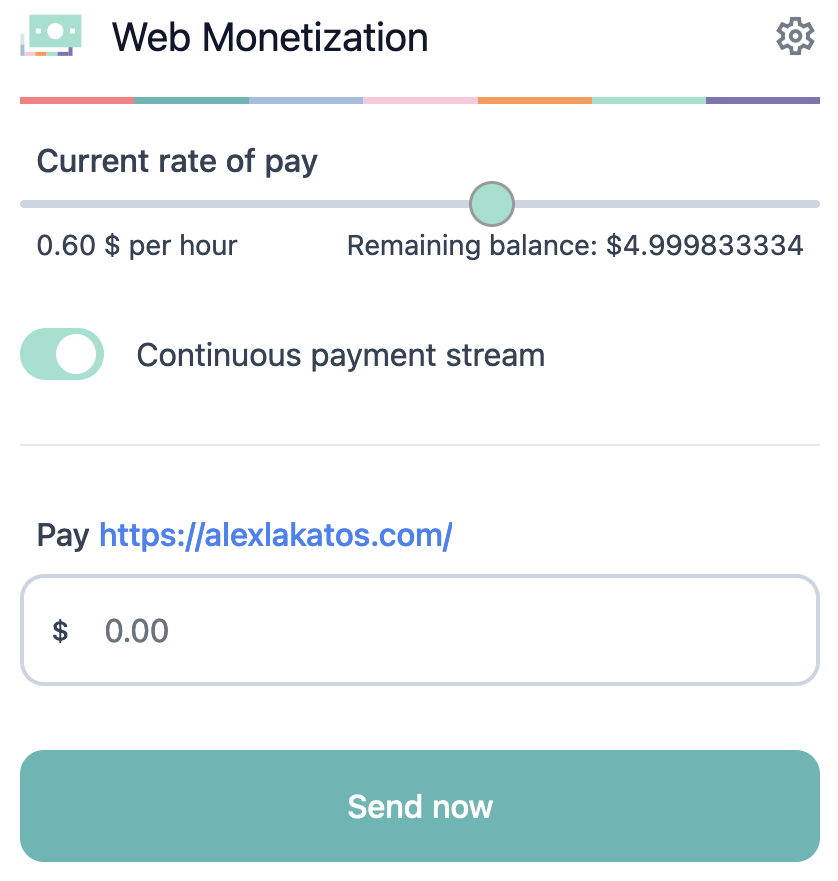 Web Monetization
Current rate of pay
0.60 $ per hour Remaining balance: $4.999833334
Continuous payment stream
Pay https://alexlakatos.com/
$ 0.00
Send now